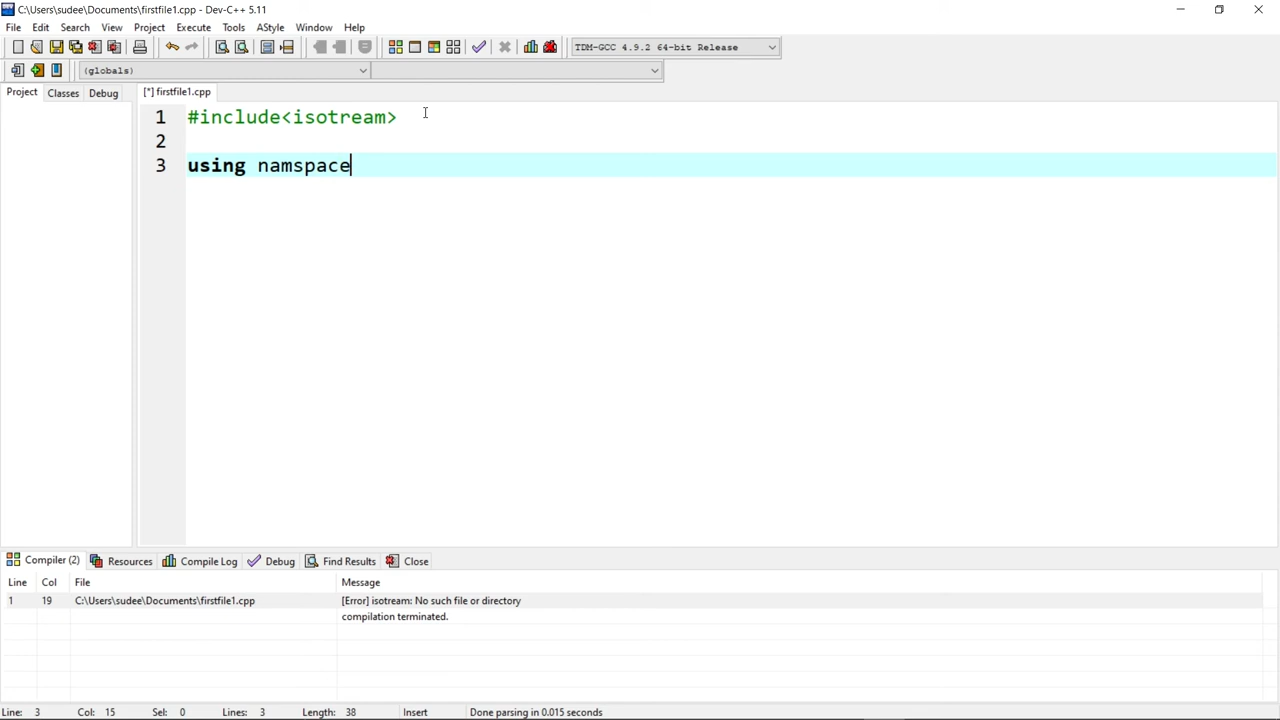 C:\Users\sudee\Documents\firstfile1.cpp - Dev-C++ 5.11
File Edit Search View Project Execute Tools AStyle Window Help
TDM-GCC 4.9.2 64-bit Release
(globals)
Project Classes Debug [*] firstfile1.cpp
1 #include<isotream>
2
3 using namspace
Compiler (2) Resources Compile Log Debug Find Results Close
Line Col File Message
1 19 C:\Users\sudee\Documents\firstfile1.cpp [Error] isotream: No such file or directory
compilation terminated.
Line: 3 Col: 15 Sel: 0 Lines: 3 Length: 38 Insert Done parsing in 0.015 seconds